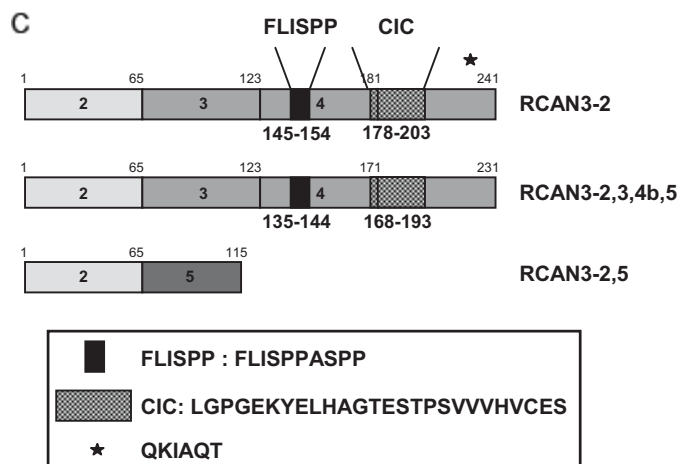 C
FLISPP CIC
★
1 65 123 181 241
2 3 4 RCAN3-2
145-154 178-203
1 65 123 171 231
2 3 4 RCAN3-2,3,4b,5
135-144 168-193
1 65 115
2 5 RCAN3-2,5
FLISPP : FLISPPASPP
CIC: LGPGEKYELHAGTESTPSVVVHVCES
★ QKIAQT